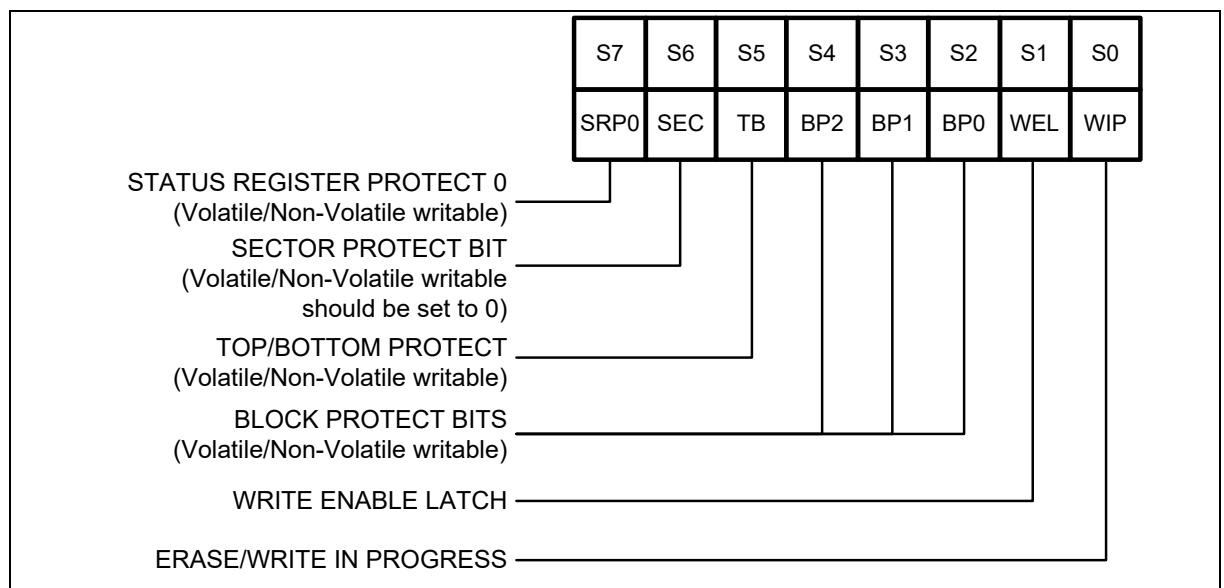 S7 S6 S5 S4 S3 S2 S1 S0
SRP0 SEC TB BP2 BP1 BP0 WEL WIP
STATUS REGISTER PROTECT 0
(Volatile/Non-Volatile writable)
SECTOR PROTECT BIT
(Volatile/Non-Volatile writable
should be set to 0)
TOP/BOTTOM PROTECT
(Volatile/Non-Volatile writable)
BLOCK PROTECT BITS
(Volatile/Non-Volatile writable)
WRITE ENABLE LATCH
ERASE/WRITE IN PROGRESS